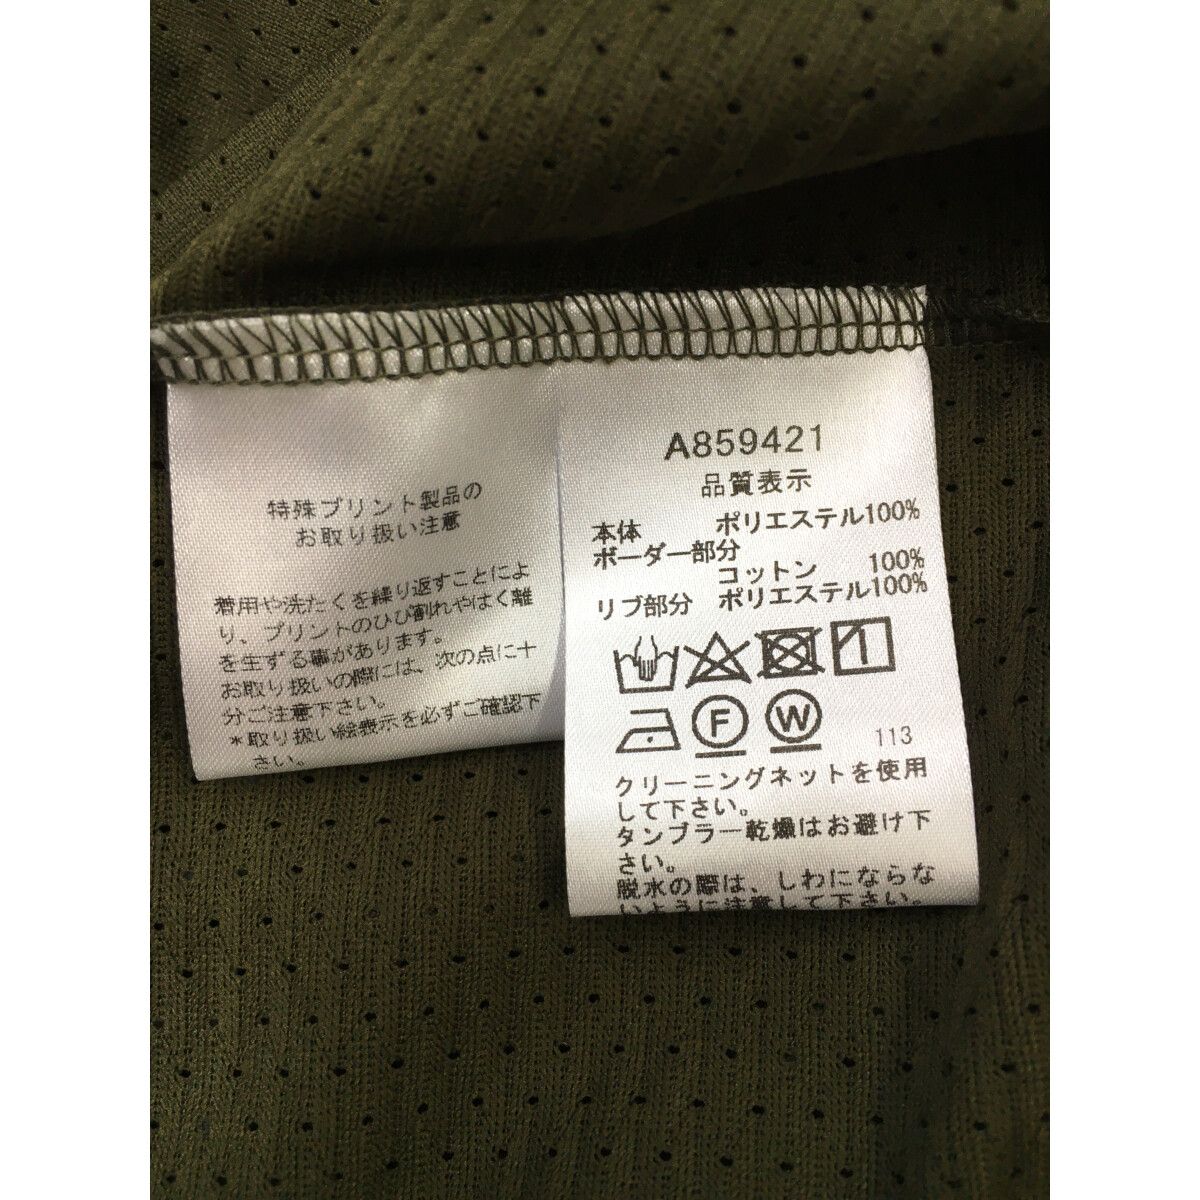 特殊プリント製品の
お取り扱い注意
着用や洗たくを繰り返すことによ
り、プリントのひび割れやはく離
を生ずる事があります。
お取り扱いの際には、次の点に十
分ご注意下さい。
*取り扱い絵表示を必ずご確認下
さい。
A859421
品質表示
本体 ポリエステル100%
ボーダー部分
コットン 100%
リブ部分 ポリエステル100%
F W
113
クリーニングネットを使用
して下さい。
タンブラー乾燥はお避け下
さい。
脱水の際は、しわにならな
いように注意して下さい。